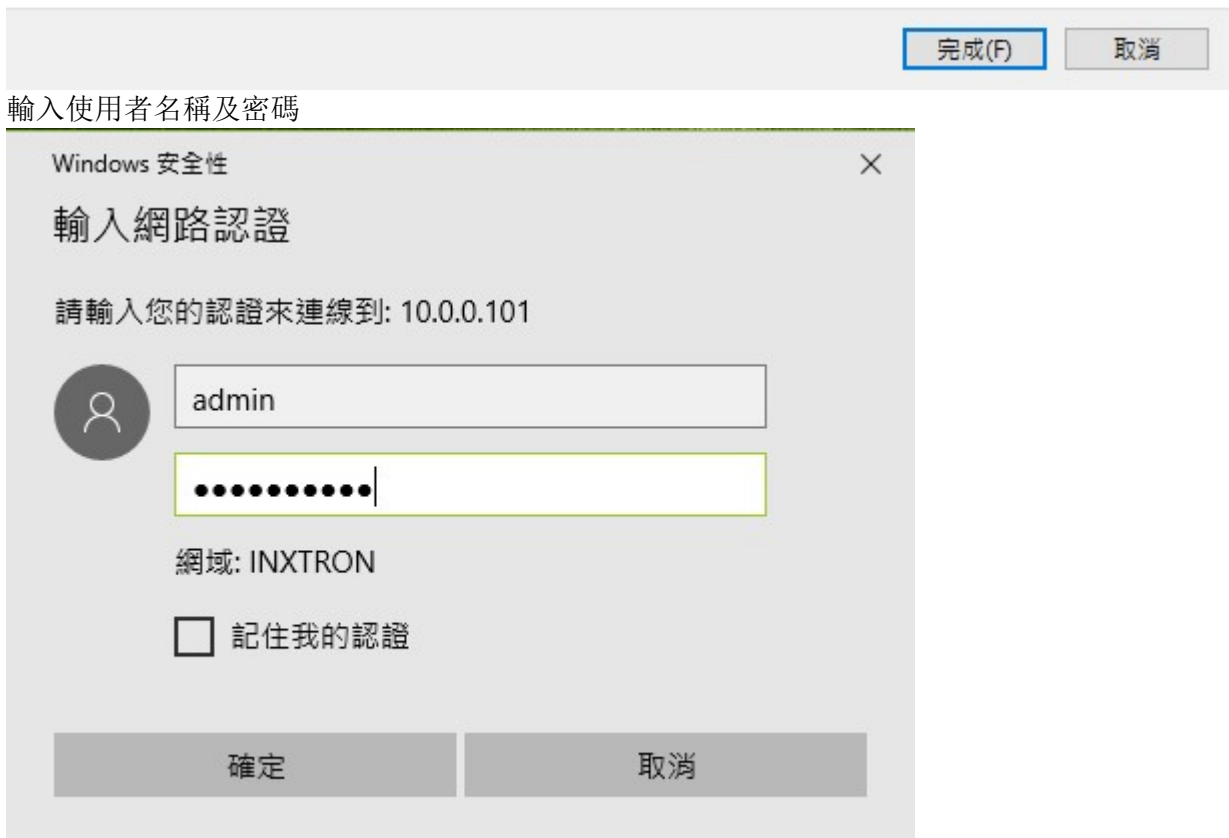 完成(F) 取消
輸入使用者名稱及密碼
Windows 安全性
輸入網路認證
請輸入您的認證來連線到: 10.0.0.101
admin
●●●●●●●●●●
網域: INXTRON
記住我的認證
確定 取消